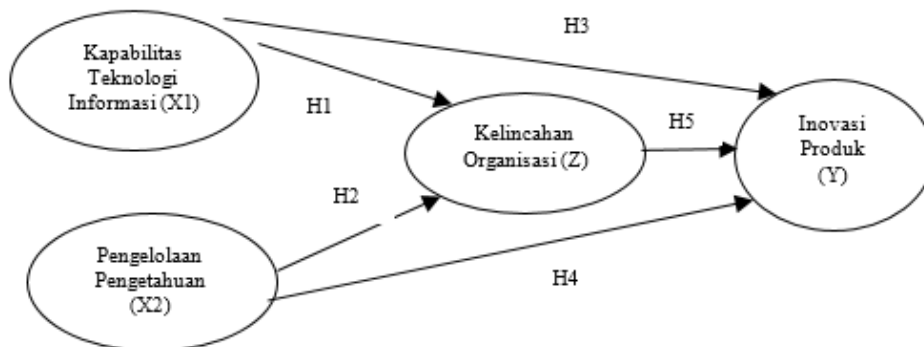 H3
Kapabilitas
Teknologi
Informasi (X1)
H1
Kelincahan
Organisasi (Z)
H5
Inovasi
Produk
(Y)
H2
Pengelolaan
Pengetahuan
(X2)
H4